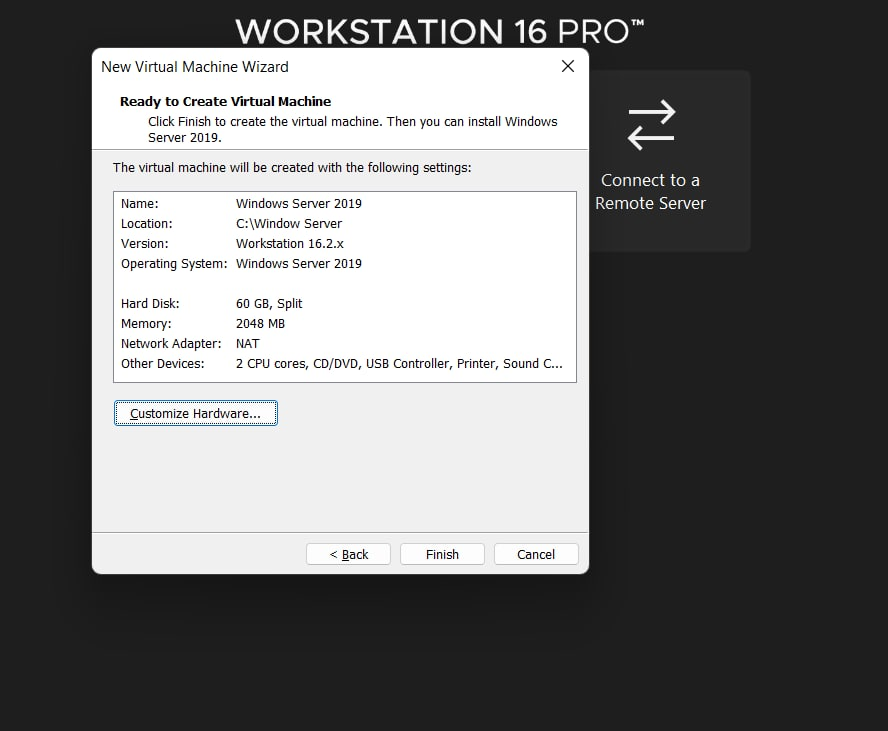 WORKSTATION 16 PRO™
New Virtual Machine Wizard
Ready to Create Virtual Machine
Click Finish to create the virtual machine. Then you can install Windows
Server 2019.
The virtual machine will be created with the following settings:
Name: Windows Server 2019
Location: C:\Window Server
Version: Workstation 16.2.x
Operating System: Windows Server 2019
Hard Disk: 60 GB, Split
Memory: 2048 MB
Network Adapter: NAT
Other Devices: 2 CPU cores, CD/DVD, USB Controller, Printer, Sound C...
Customize Hardware...
< Back Finish Cancel
Connect to a
Remote Server